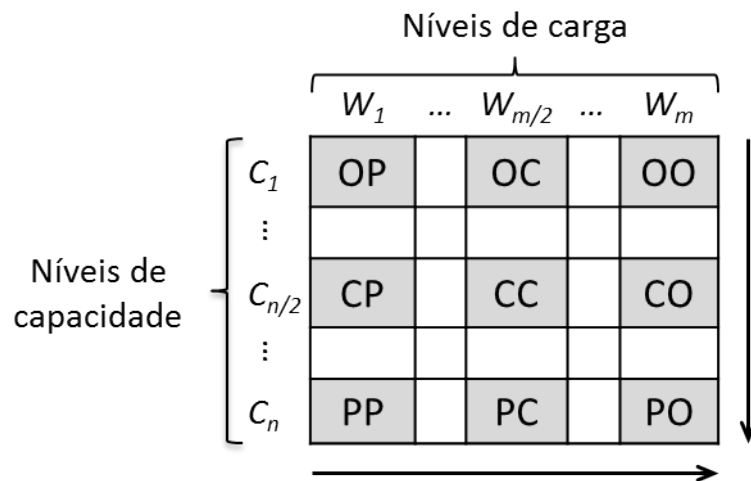 Níveis de carga
W1 ... Wm/2 ... Wm
C1 OP OC OO
⋮
Níveis de
capacidade
Cn/2 CP CC CO
⋮
Cn PP PC PO